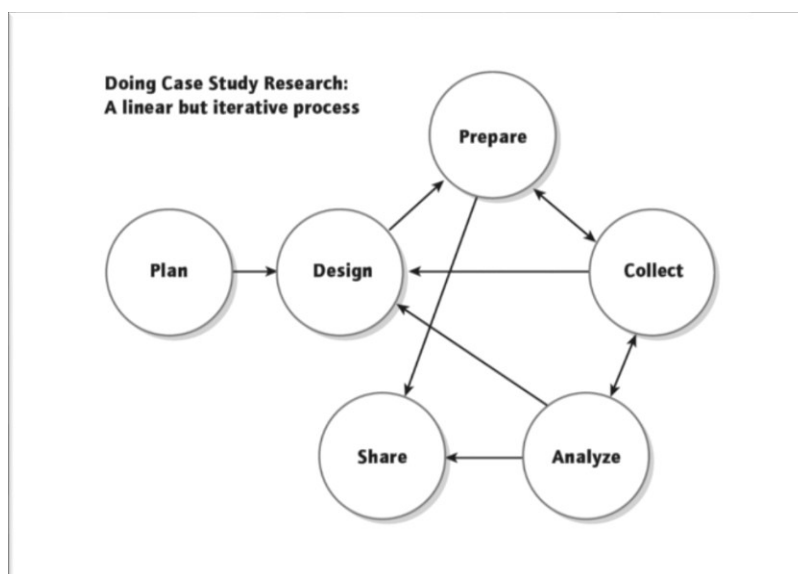 Doing Case Study Research:
A linear but iterative process
Prepare
Plan
Design
Collect
Share
Analyze